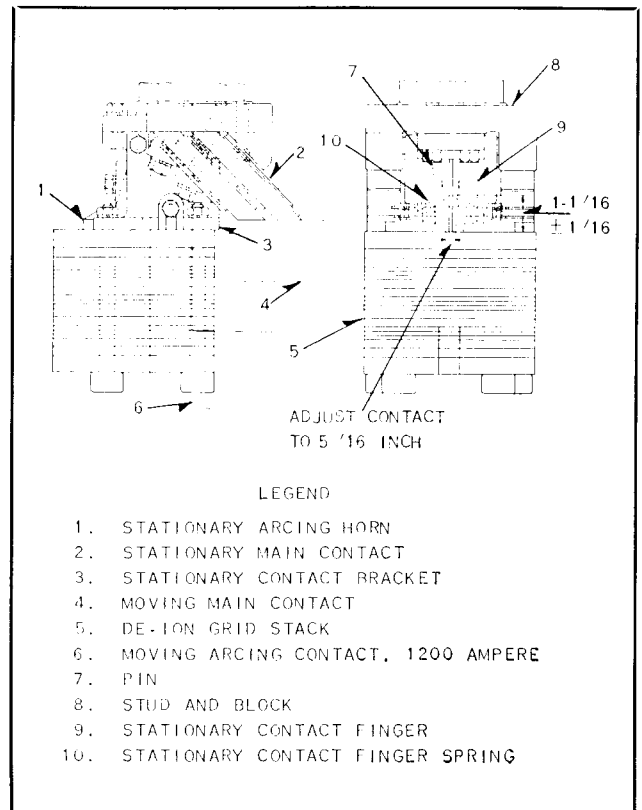 7
8
10
9
2
1
1-1/16
± 1/16
3
4
5
6
ADJUST CONTACT
TO 5/16 INCH
LEGEND
1. STATIONARY ARCING HORN
2. STATIONARY MAIN CONTACT
3. STATIONARY CONTACT BRACKET
4. MOVING MAIN CONTACT
5. DE-ION GRID STACK
6. MOVING ARCING CONTACT, 1200 AMPERE
7. PIN
8. STUD AND BLOCK
9. STATIONARY CONTACT FINGER
10. STATIONARY CONTACT FINGER SPRING